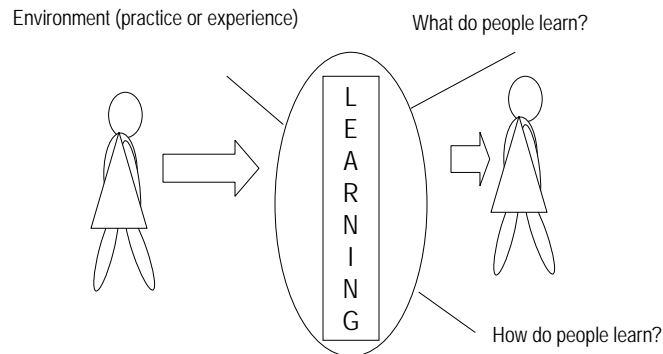 Environment (practice or experience)
What do people learn?
L
E
A
R
N
I
N
G
How do people learn?